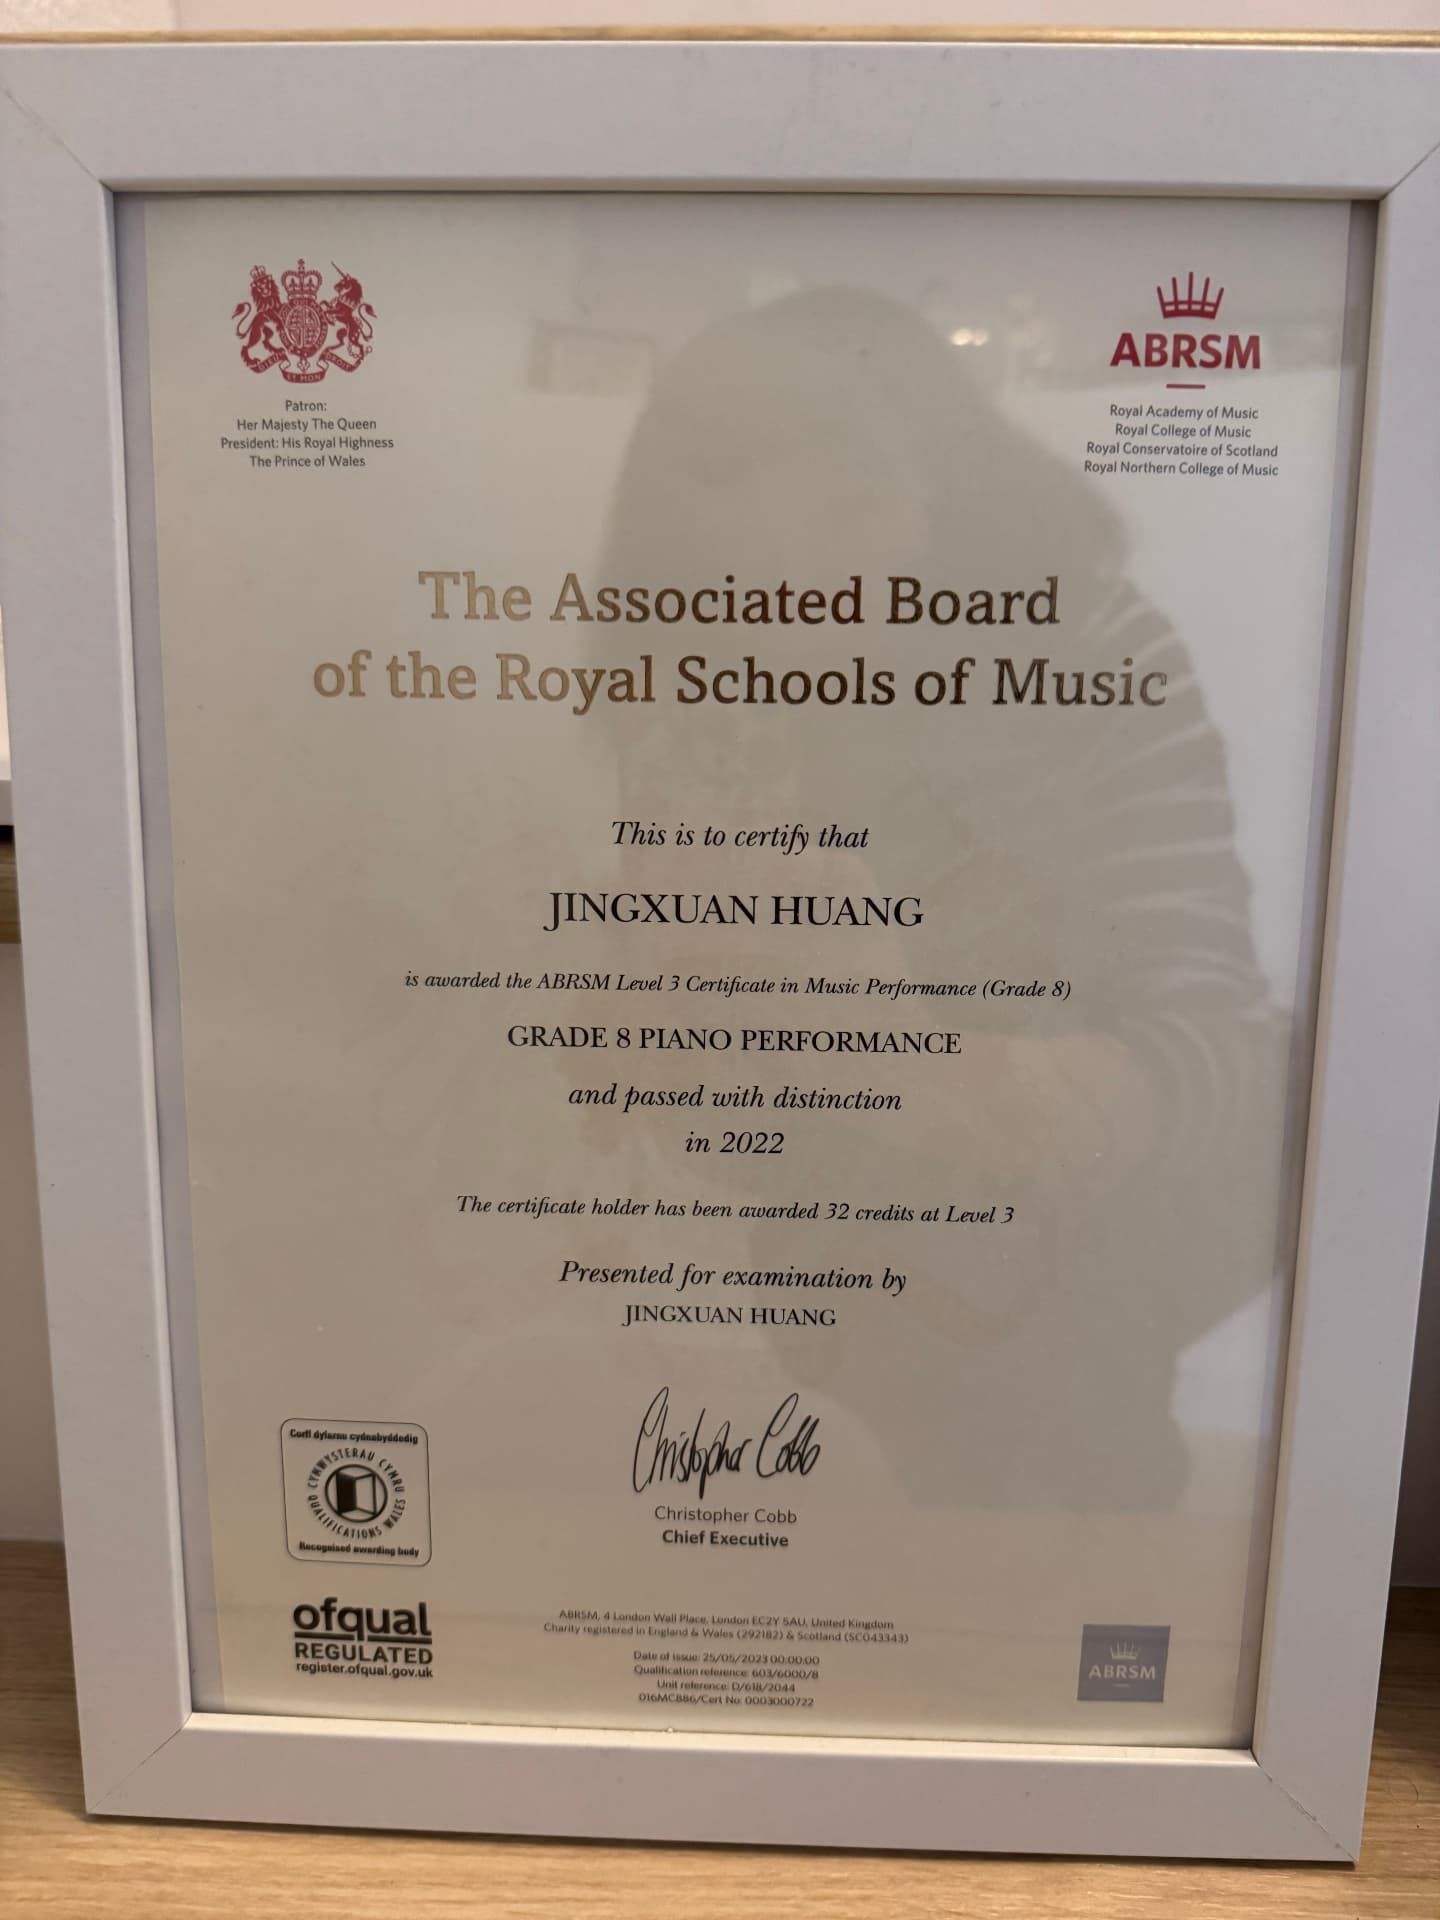 DIEU ET MON DROIT
Patron:
Her Majesty The Queen
President: His Royal Highness
The Prince of Wales
ABRSM
Royal Academy of Music
Royal College of Music
Royal Conservatoire of Scotland
Royal Northern College of Music
The Associated Board
of the Royal Schools of Music
This is to certify that
JINGXUAN HUANG
is awarded the ABRSM Level 3 Certificate in Music Performance (Grade 8)
GRADE 8 PIANO PERFORMANCE
and passed with distinction
in 2022
The certificate holder has been awarded 32 credits at Level 3
Presented for examination by
JINGXUAN HUANG
Christopher Cobb
Christopher Cobb
Chief Executive
Corff dyfarnu cydnabyddedig
CYMWYSTERAU CYMRU
QUALIFICATIONS WALES
Recognised awarding body
ofqual
REGULATED
register.ofqual.gov.uk
ABRSM, 4 London Wall Place, London EC2Y 5AU, United Kingdom
Charity registered in England & Wales (292182) & Scotland (SC043343)
Date of issue: 25/05/2023 00:00:00
Qualification reference: 603/6000/8
Unit reference: D/618/2044
016MC886/Cert No: 0003000722
ABRSM